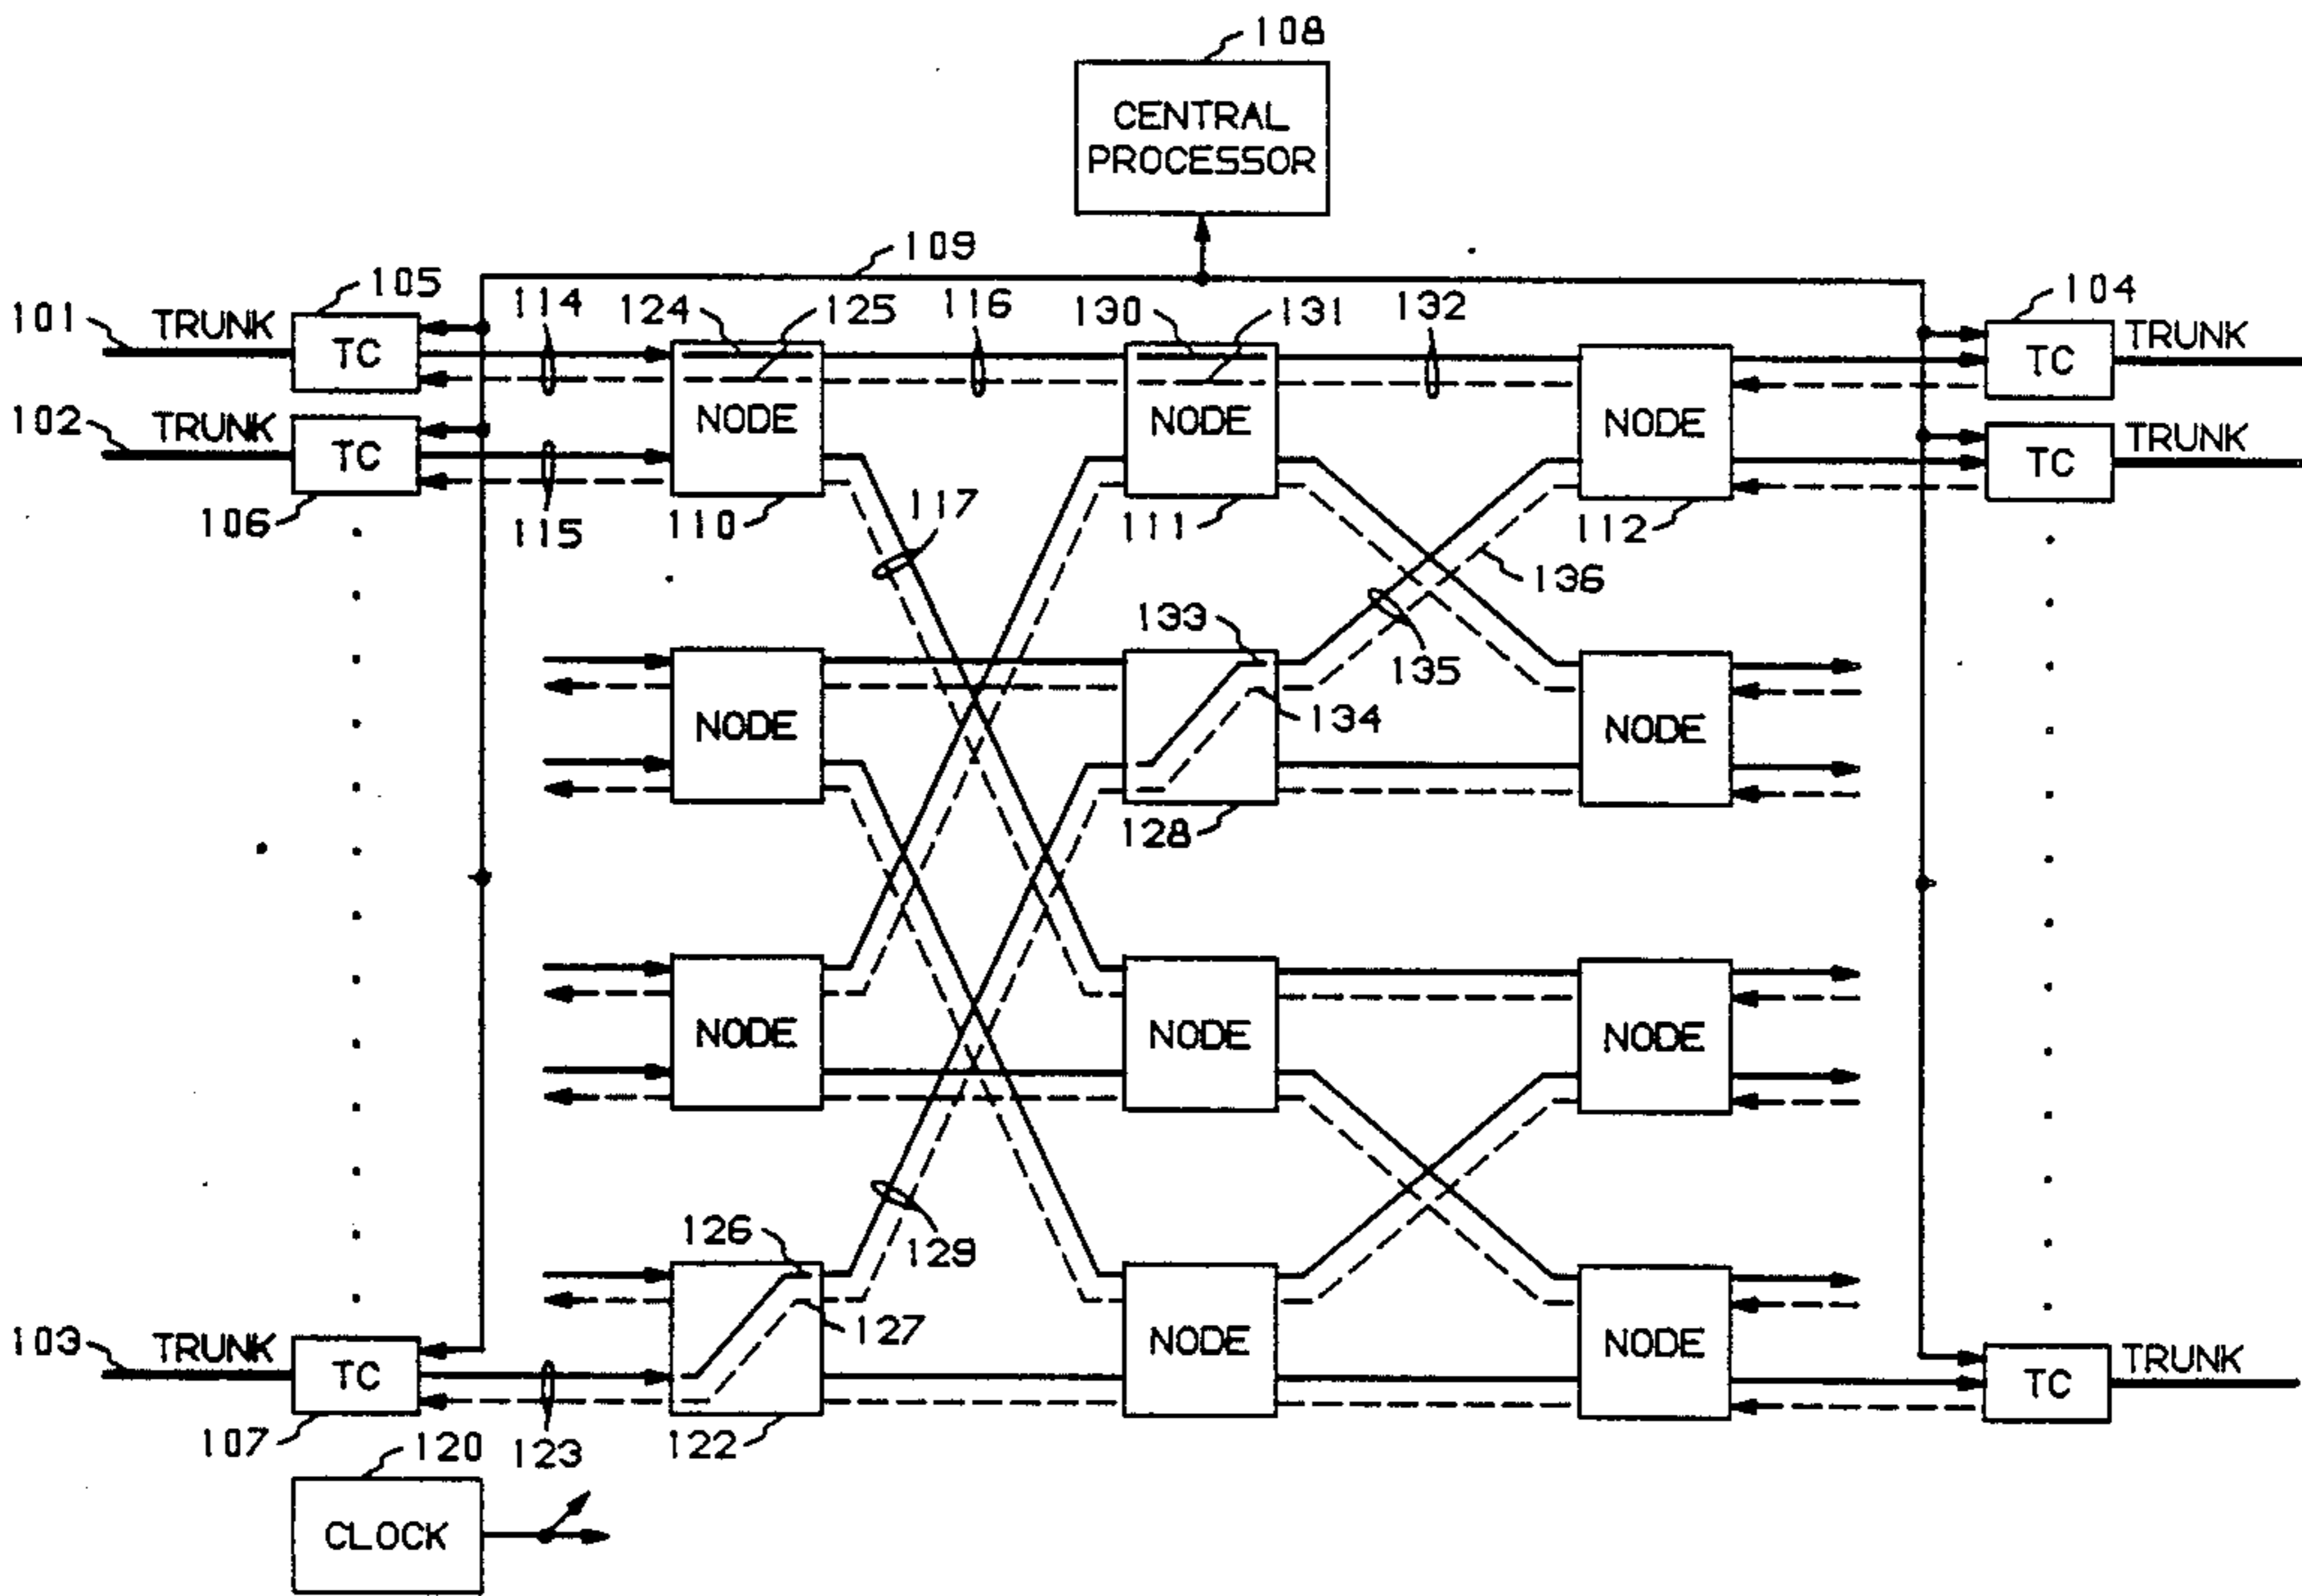 108
CENTRAL
PROCESSOR
109
105
114
124
125
116
130
131
132
104
101
TRUNK
TC
NODE
NODE
NODE
TC
TRUNK
102
TRUNK
TC
TC
TRUNK
106
115
110
117
111
112
136
133
135
134
NODE
NODE
128
NODE
NODE
NODE
126
129
127
103
TRUNK
TC
NODE
NODE
TC
TRUNK
107
120
123
122
CLOCK